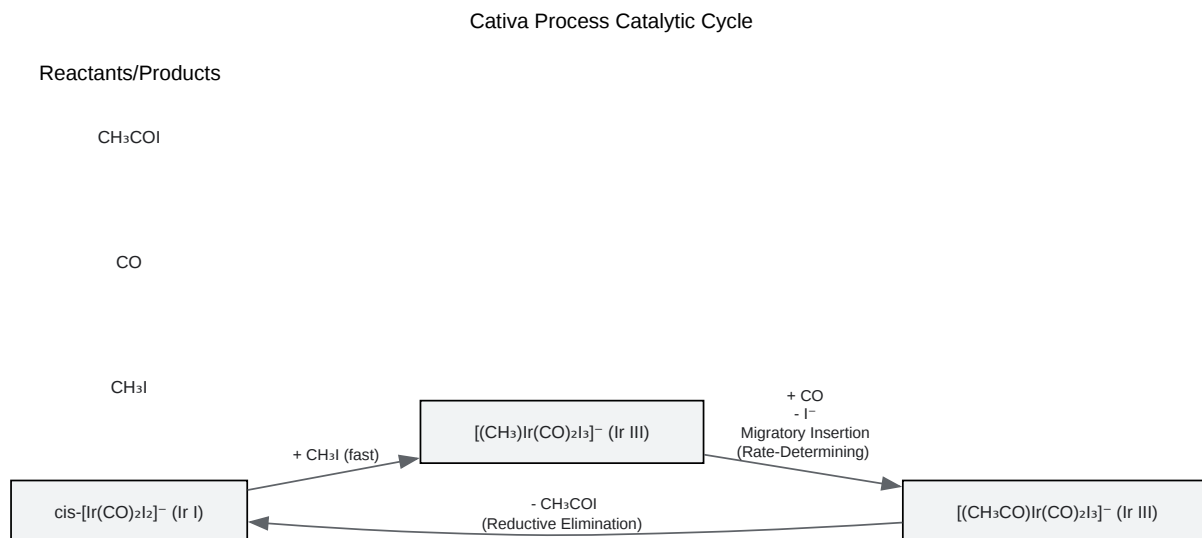 Cativa Process Catalytic Cycle
Reactants/Products
CH₃COI
CO
CH₃I
+ CO
- I⁻
Migratory Insertion
(Rate-Determining)
[(CH₃)Ir(CO)₂I₃]⁻ (Ir III)
+ CH₃I (fast)
cis-[Ir(CO)₂I₂]⁻ (Ir I)
- CH₃COI
(Reductive Elimination)
[(CH₃CO)Ir(CO)₂I₃]⁻ (Ir III)